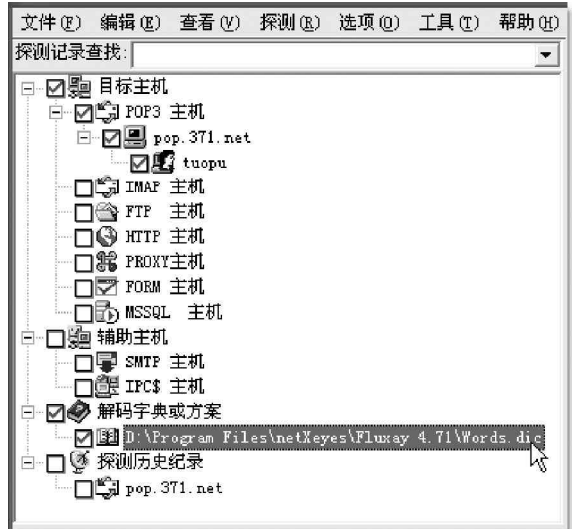 文件(F) 编辑(E) 查看(V) 探测(R) 选项(O) 工具(T) 帮助(H)
探测记录查找:
目标主机
POP3 主机
pop.371.net
tuopu
IMAP 主机
FTP 主机
HTTP 主机
PROXY主机
FORM 主机
MSSQL 主机
辅助主机
SMTP 主机
IPC$ 主机
解码字典或方案
D:\Program Files\netXeyes\Fluxay 4.71\Words.dic
探测历史纪录
pop.371.net